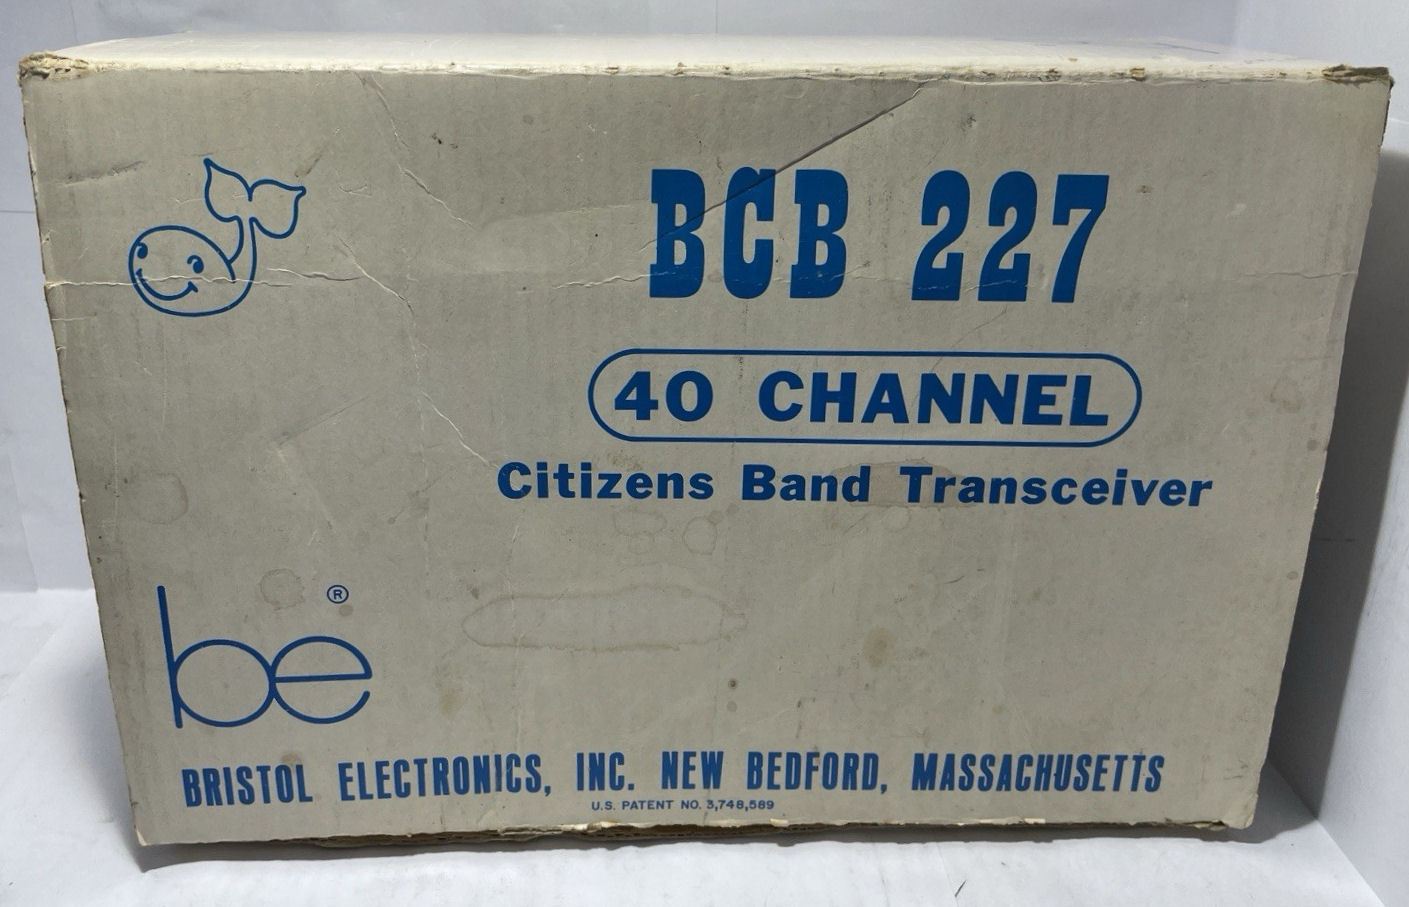 BCB 227
40 CHANNEL
Citizens Band Transceiver
be®
BRISTOL ELECTRONICS, INC. NEW BEDFORD, MASSACHUSETTS
U.S. PATENT NO. 3,748,589